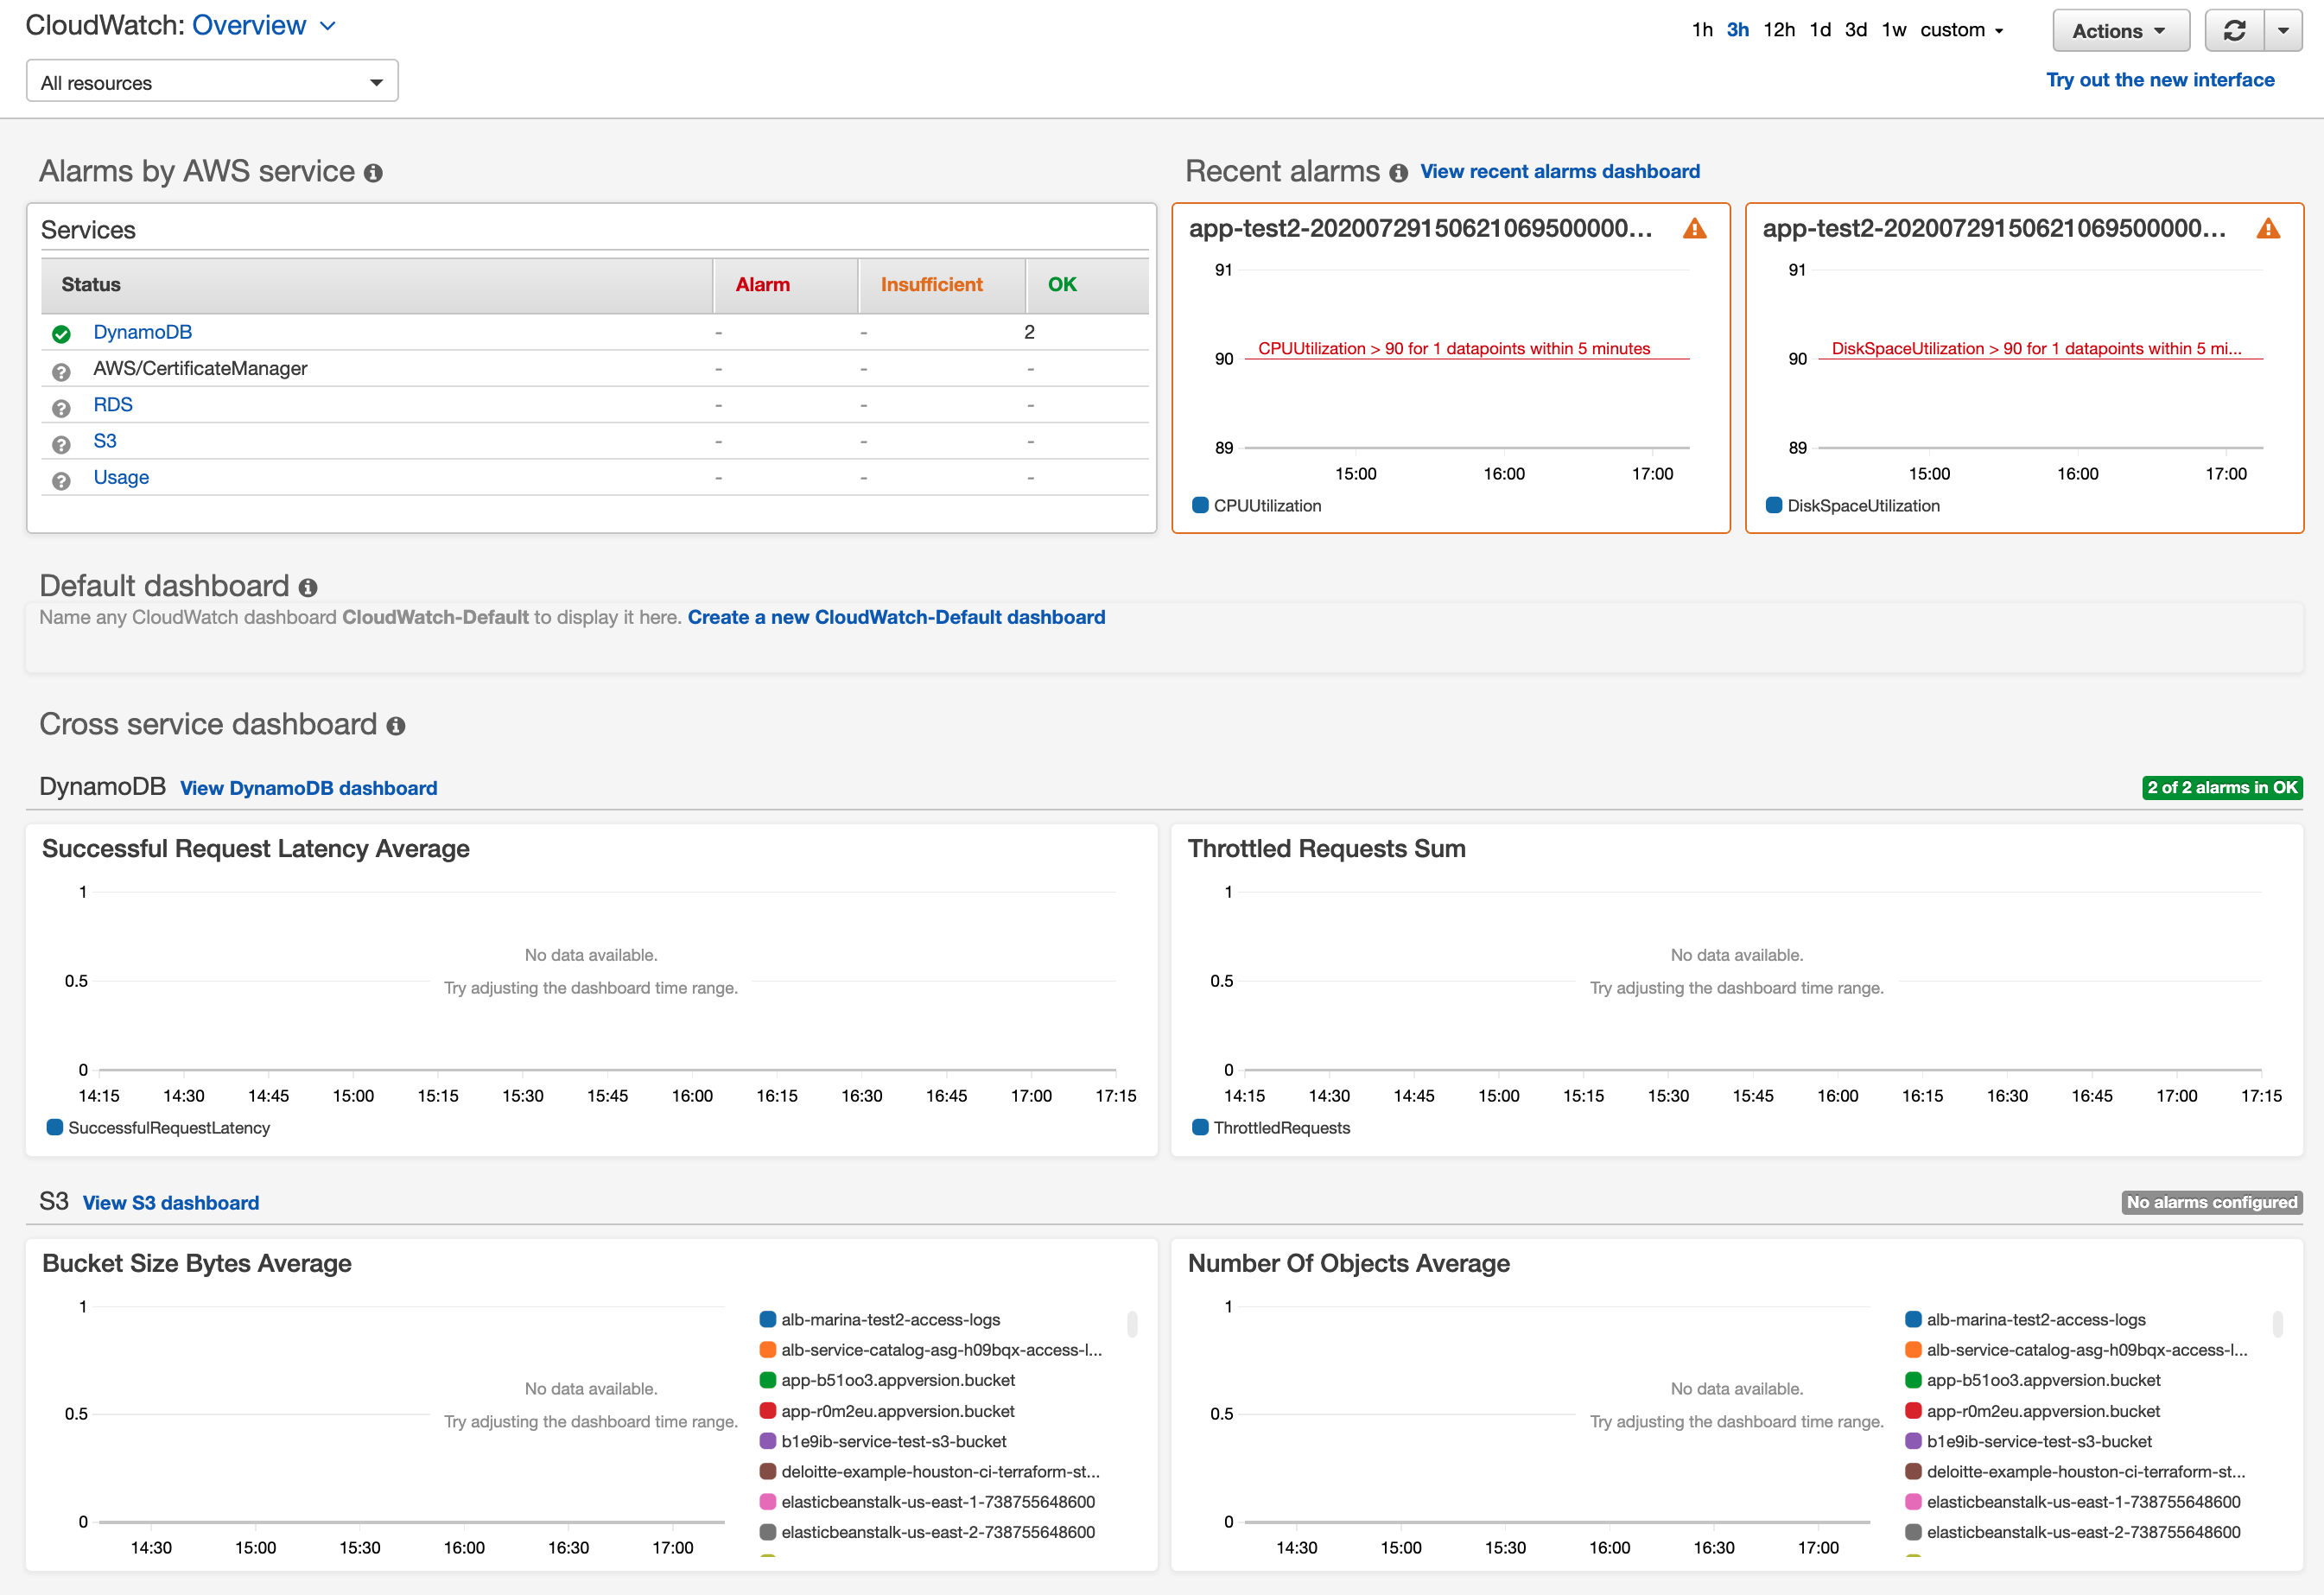 CloudWatch: Overview
1h 3h 12h 1d 3d 1w custom
Actions
All resources
Try out the new interface
Alarms by AWS service
Services
Status Alarm Insufficient OK
DynamoDB - - 2
AWS/CertificateManager - - -
RDS - - -
S3 - - -
Usage - - -
Recent alarms View recent alarms dashboard
app-test2-20200729150621069500000...
91
CPUUtilization > 90 for 1 datapoints within 5 minutes
90
89
15:00 16:00 17:00
CPUUtilization
app-test2-20200729150621069500000...
91
DiskSpaceUtilization > 90 for 1 datapoints within 5 mi...
90
89
15:00 16:00 17:00
DiskSpaceUtilization
Default dashboard
Name any CloudWatch dashboard CloudWatch-Default to display it here. Create a new CloudWatch-Default dashboard
Cross service dashboard
DynamoDB View DynamoDB dashboard
2 of 2 alarms in OK
Successful Request Latency Average
1
No data available.
0.5
Try adjusting the dashboard time range.
0
14:15 14:30 14:45 15:00 15:15 15:30 15:45 16:00 16:15 16:30 16:45 17:00 17:15
SuccessfulRequestLatency
Throttled Requests Sum
1
No data available.
0.5
Try adjusting the dashboard time range.
0
14:15 14:30 14:45 15:00 15:15 15:30 15:45 16:00 16:15 16:30 16:45 17:00 17:15
ThrottledRequests
S3 View S3 dashboard
No alarms configured
Bucket Size Bytes Average
1
No data available.
0.5
Try adjusting the dashboard time range.
0
14:30 15:00 15:30 16:00 16:30 17:00
alb-marina-test2-access-logs
alb-service-catalog-asg-h09bqx-access-l...
app-b51oo3.appversion.bucket
app-r0m2eu.appversion.bucket
b1e9ib-service-test-s3-bucket
deloitte-example-houston-ci-terraform-st...
elasticbeanstalk-us-east-1-738755648600
elasticbeanstalk-us-east-2-738755648600
Number Of Objects Average
1
No data available.
0.5
Try adjusting the dashboard time range.
0
14:30 15:00 15:30 16:00 16:30 17:00
alb-marina-test2-access-logs
alb-service-catalog-asg-h09bqx-access-l...
app-b51oo3.appversion.bucket
app-r0m2eu.appversion.bucket
b1e9ib-service-test-s3-bucket
deloitte-example-houston-ci-terraform-st...
elasticbeanstalk-us-east-1-738755648600
elasticbeanstalk-us-east-2-738755648600